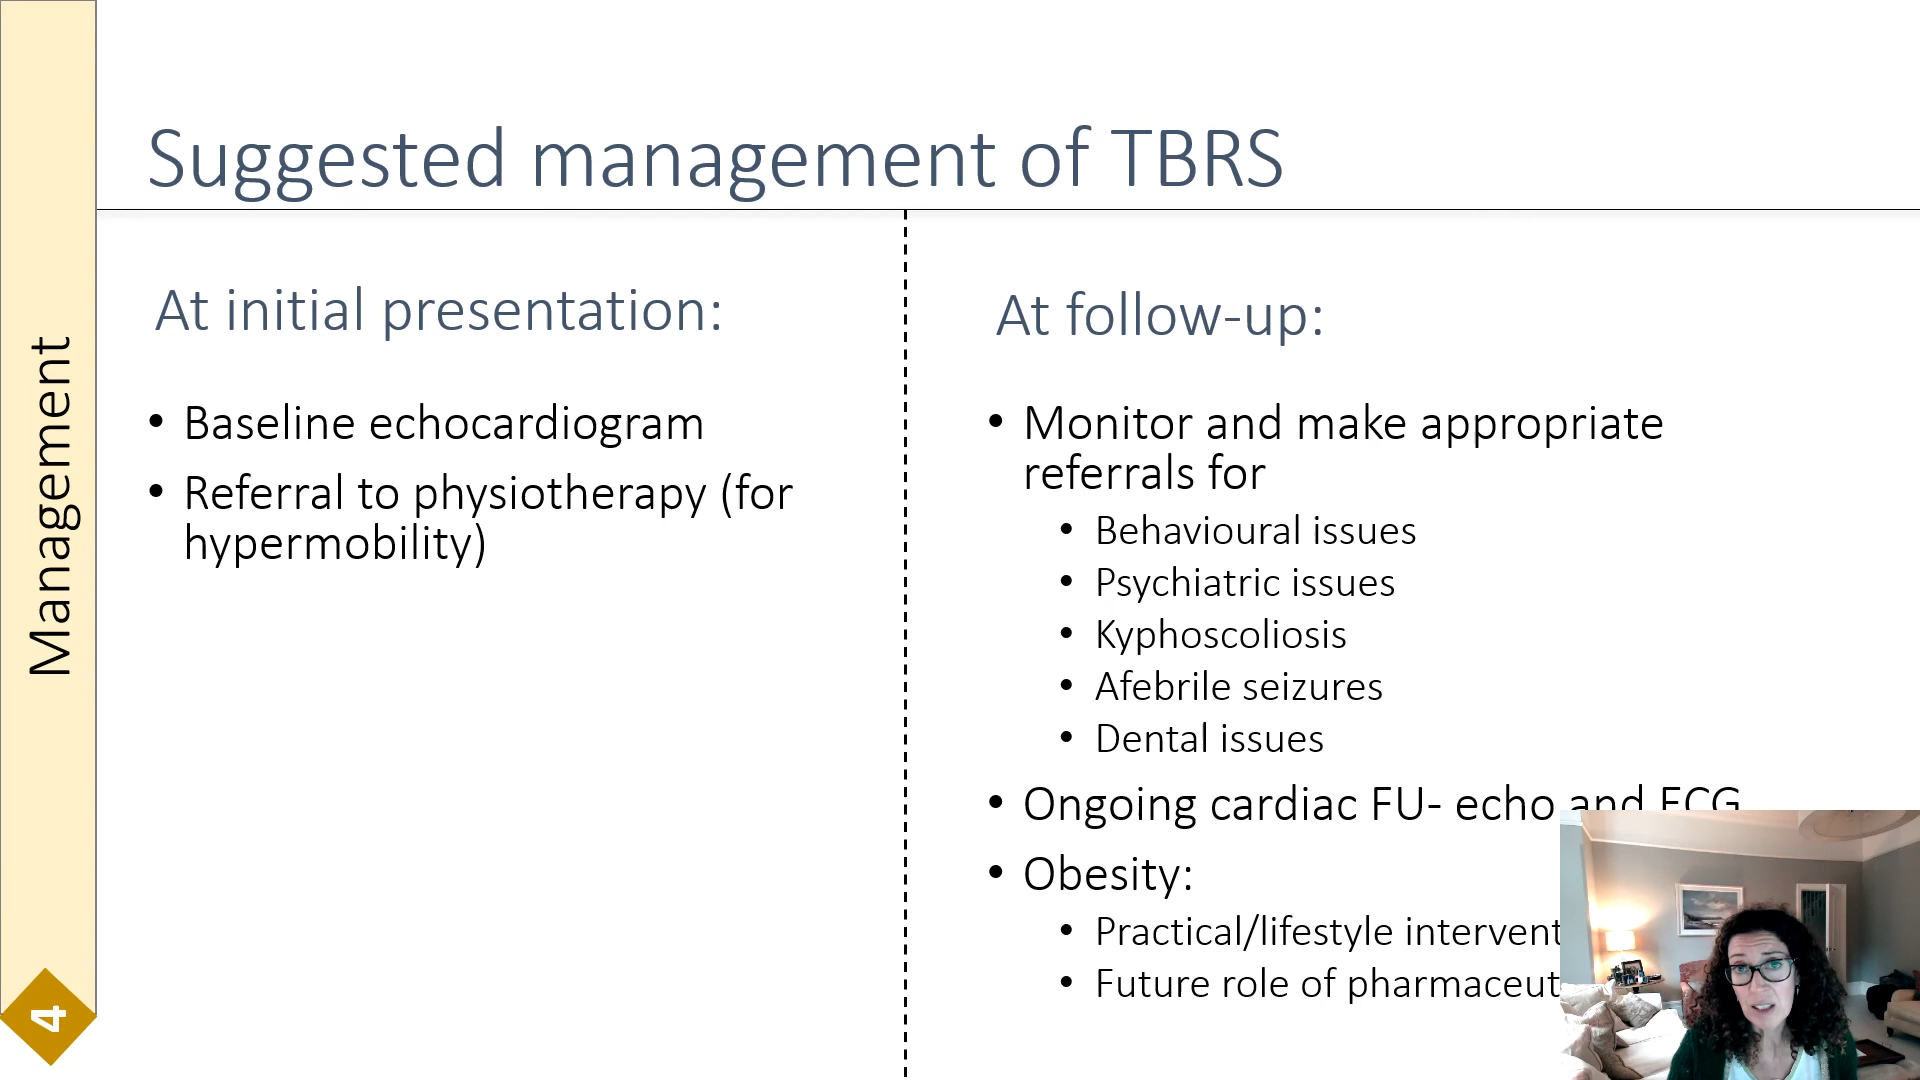 Management
4
Suggested management of TBRS
At initial presentation:
• Baseline echocardiogram
• Referral to physiotherapy (for
hypermobility)
At follow-up:
• Monitor and make appropriate
referrals for
• Behavioural issues
• Psychiatric issues
• Kyphoscoliosis
• Afebrile seizures
• Dental issues
• Ongoing cardiac FU- echo and ECG
• Obesity:
• Practical/lifestyle
• Future role of